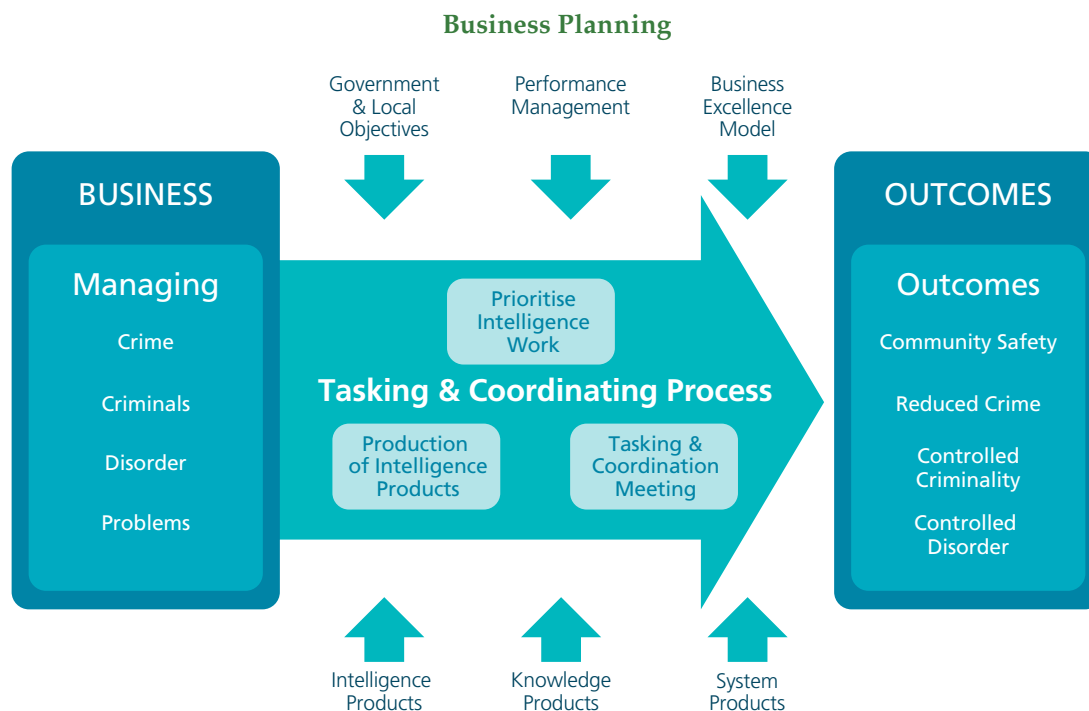 Business Planning
Government
& Local
Objectives
Performance
Management
Business
Excellence
Model
BUSINESS
Managing
Crime
Criminals
Disorder
Problems
Prioritise
Intelligence
Work
Tasking & Coordinating Process
Production
of Intelligence
Products
Tasking &
Coordination
Meeting
OUTCOMES
Outcomes
Community Safety
Reduced Crime
Controlled
Criminality
Controlled
Disorder
Intelligence
Products
Knowledge
Products
System
Products